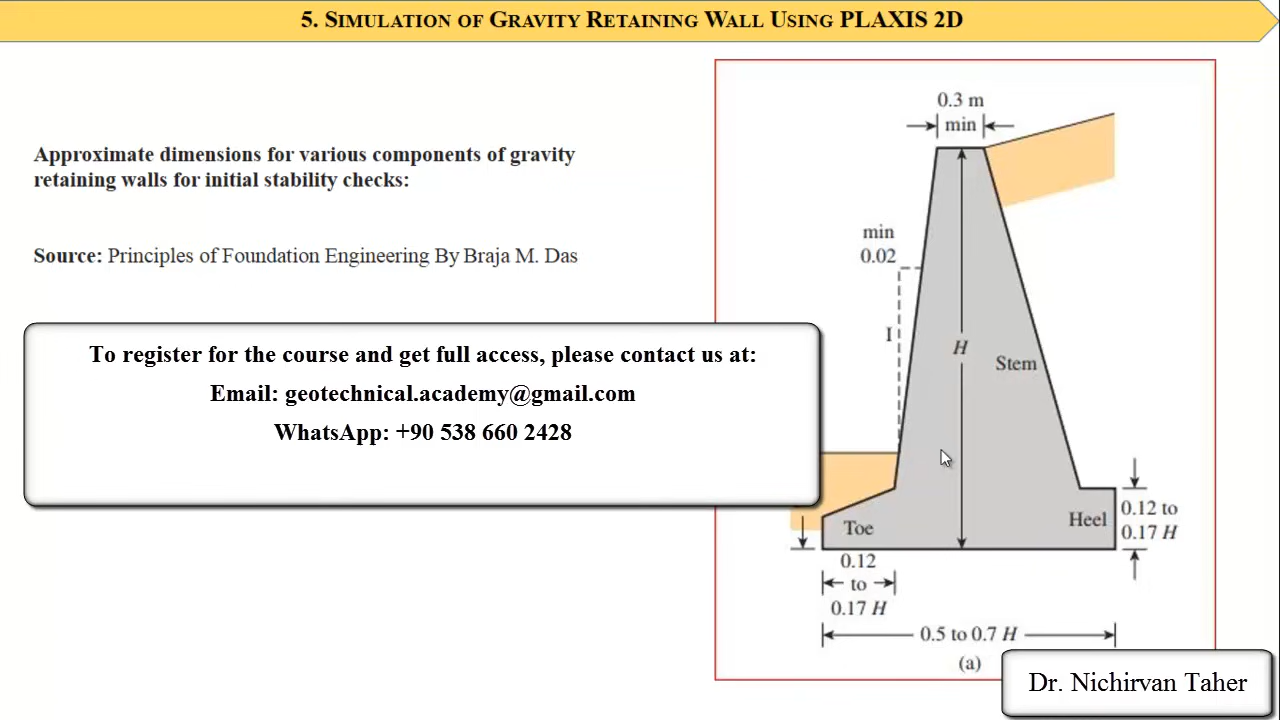 5. SIMULATION OF GRAVITY RETAINING WALL USING PLAXIS 2D
Approximate dimensions for various components of gravity
retaining walls for initial stability checks:
Source: Principles of Foundation Engineering By Braja M. Das
To register for the course and get full access, please contact us at:
Email: geotechnical.academy@gmail.com
WhatsApp: +90 538 660 2428
0.3 m
min
min
0.02
I
H
Stem
Toe
Heel
0.12 to
0.17 H
0.12
to
0.17 H
0.5 to 0.7 H
(a)
Dr. Nichirvan Taher